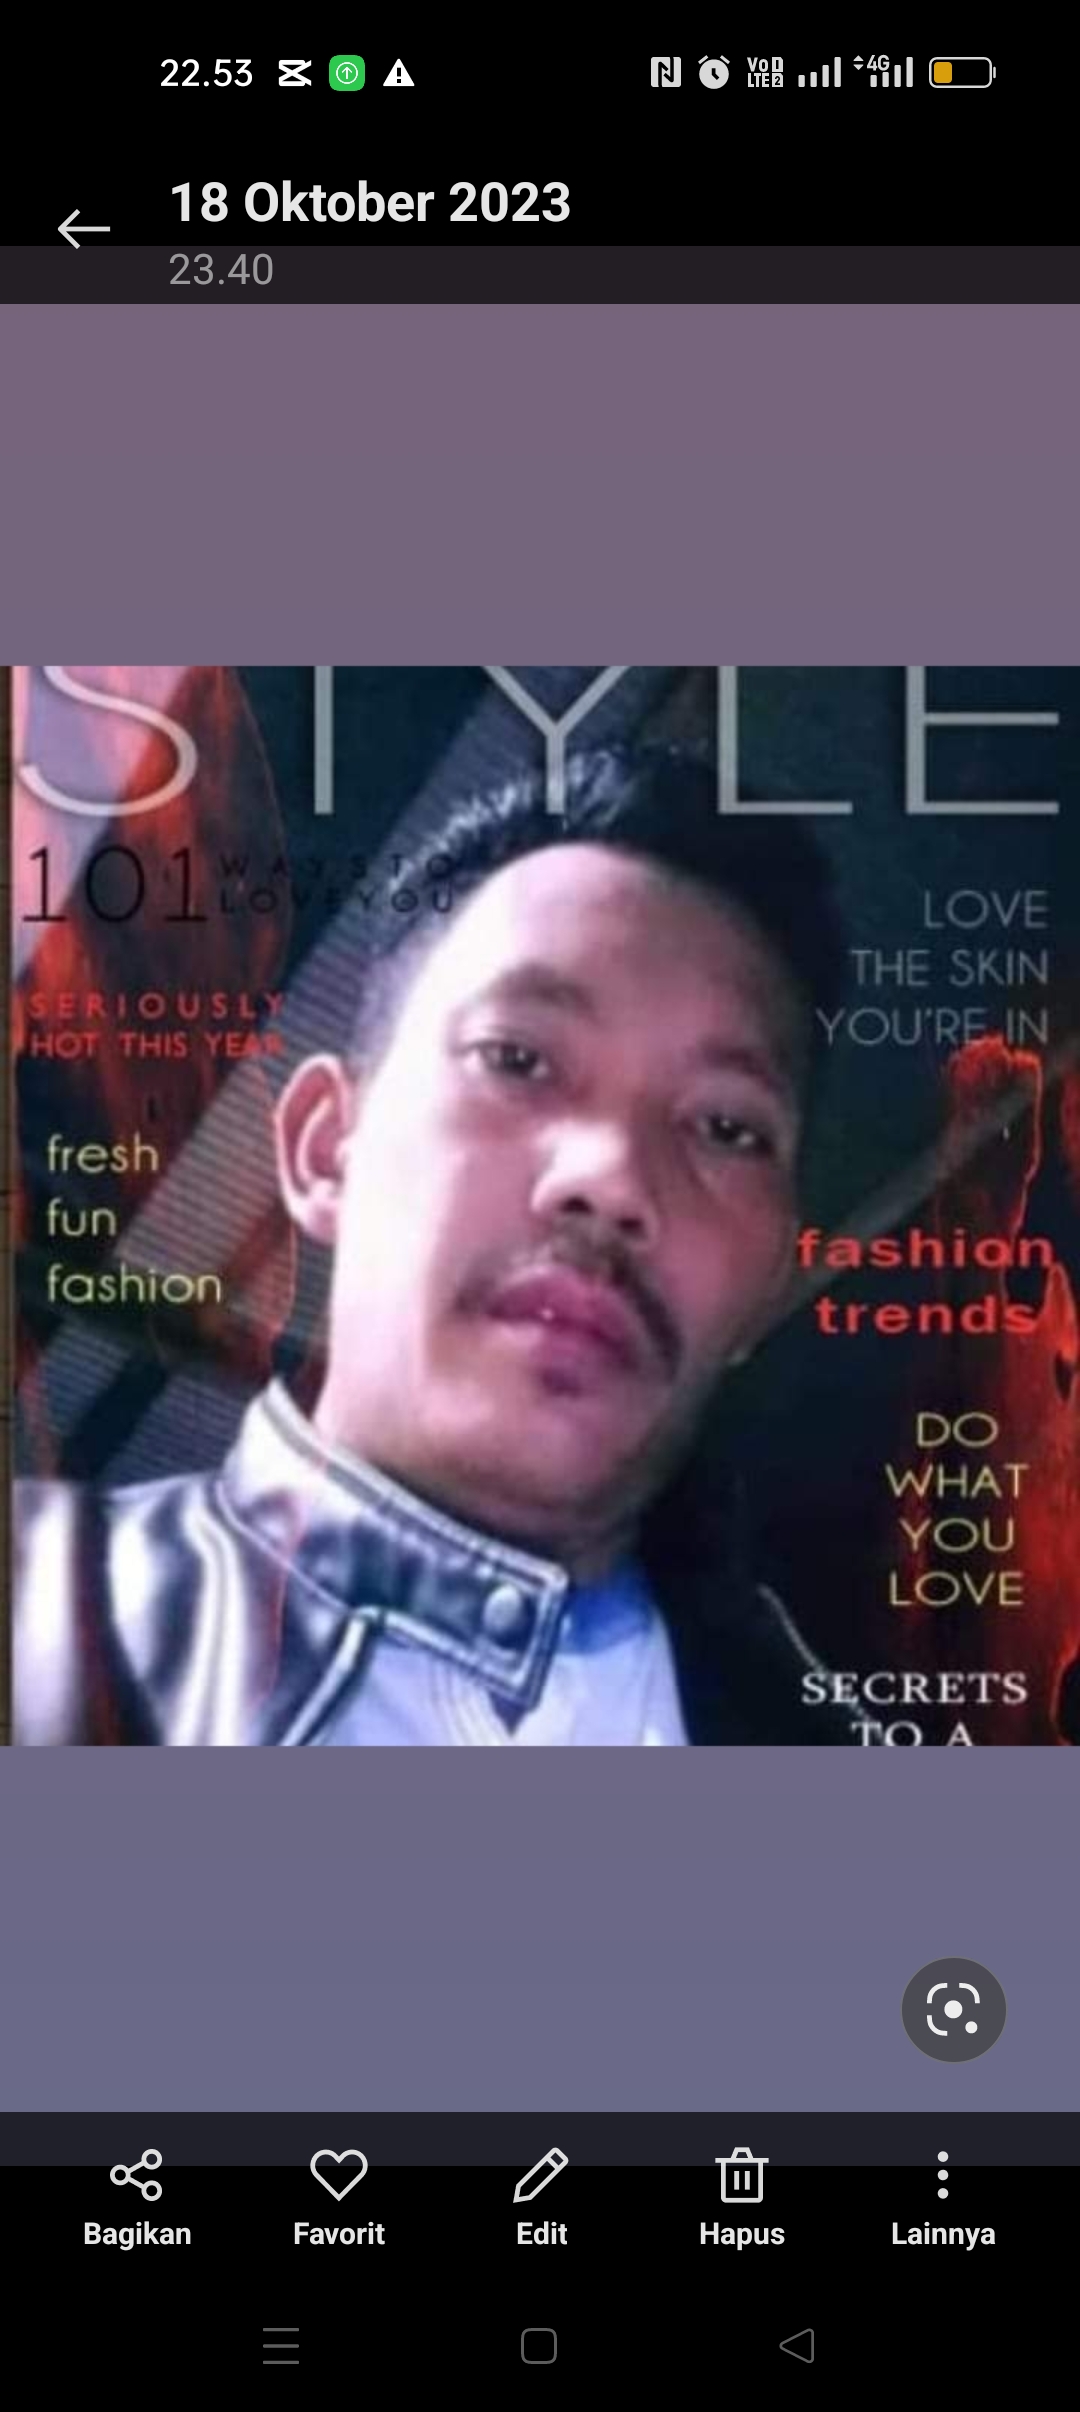 22.53
VoLTE2
4G
18 Oktober 2023
23.40
STYLE
101 WAYS TO
LOVE YOU
LOVE
THE SKIN
YOU'RE IN
SERIOUSLY
HOT THIS YEAR
fresh
fun
fashion
fashion
trends
DO
WHAT
YOU
LOVE
SECRETS
TO A
Bagikan
Favorit
Edit
Hapus
Lainnya